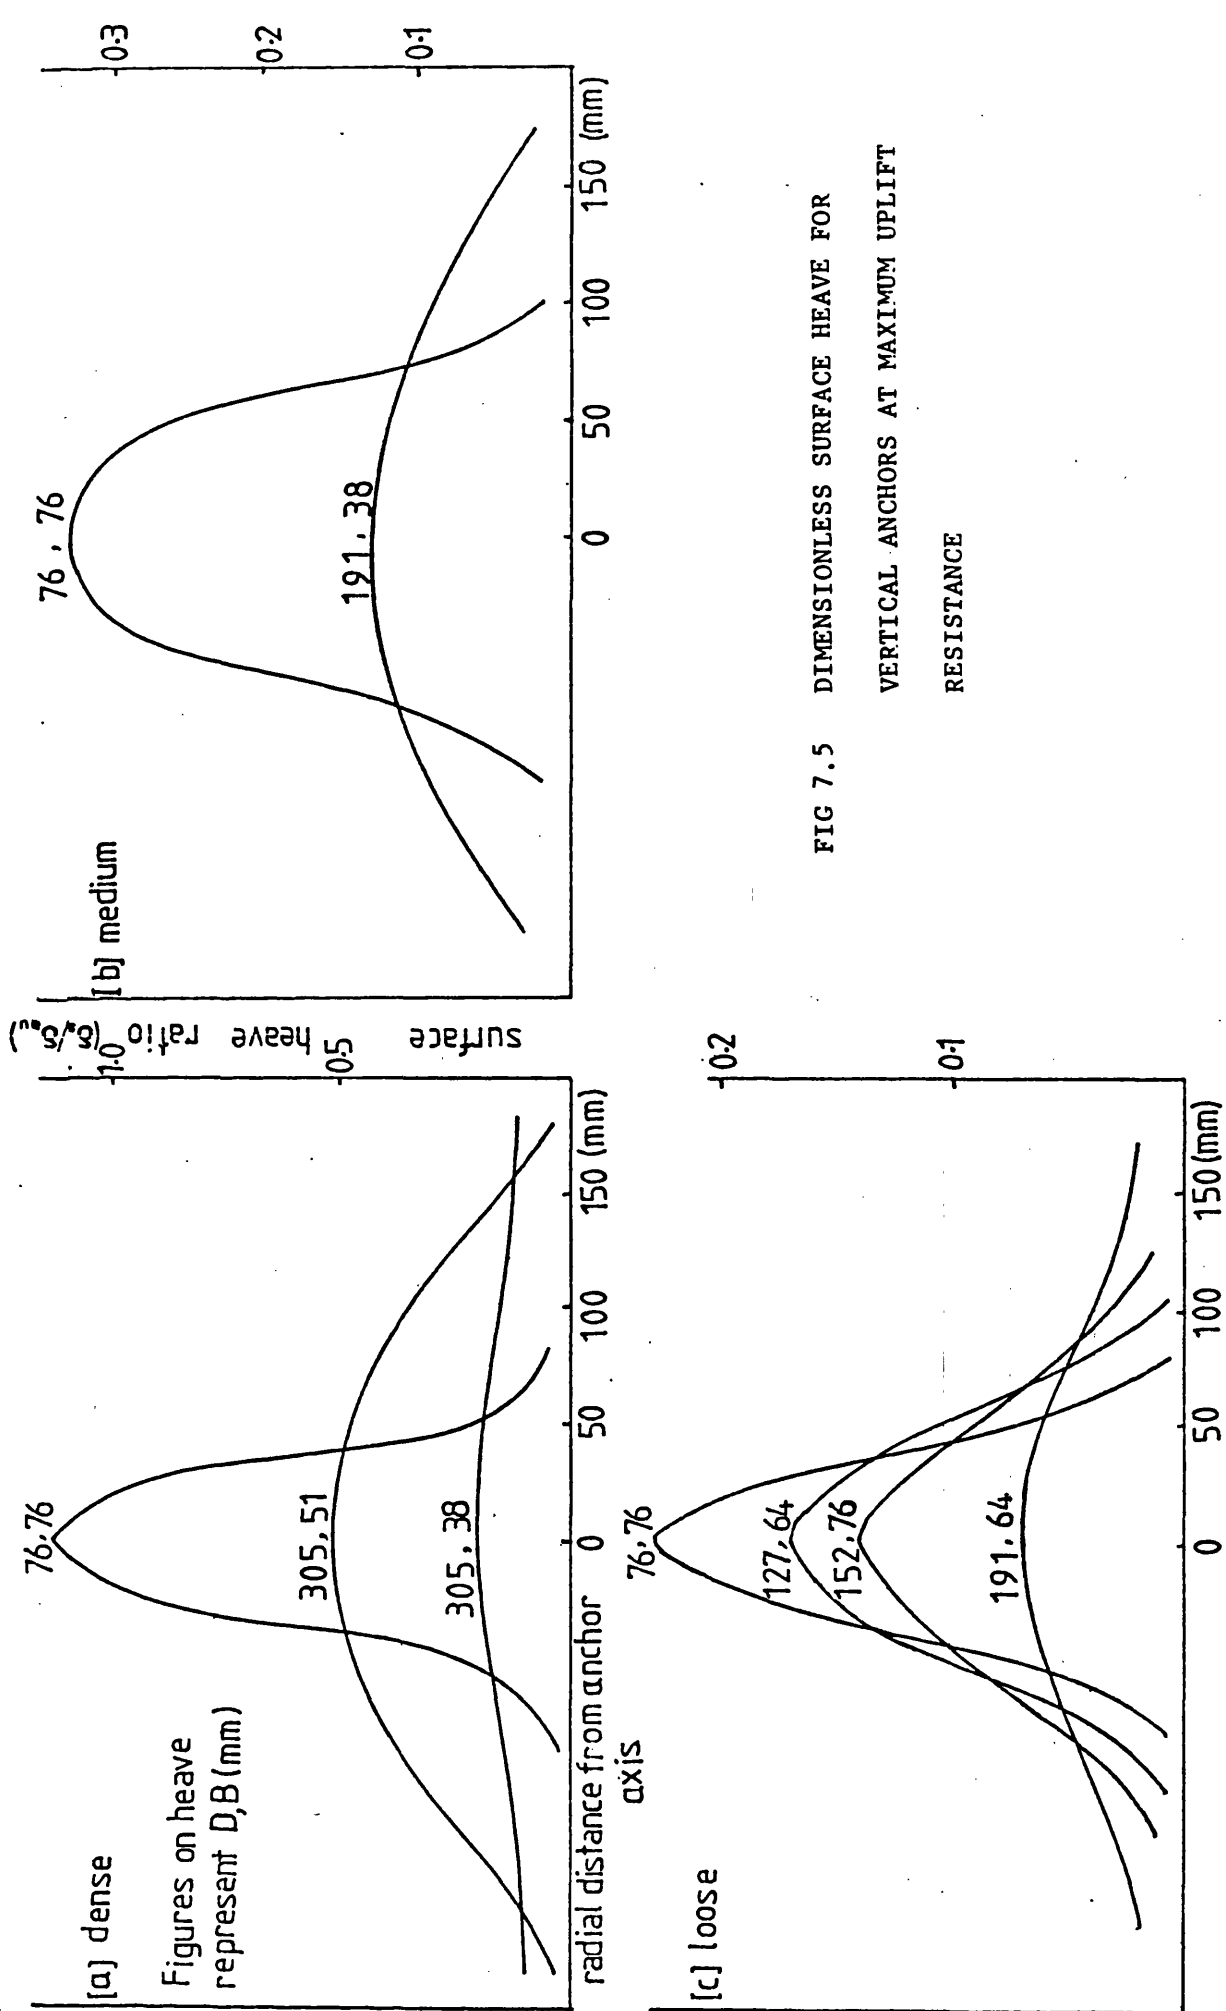 [a] dense
Figures on heave
represent D,B (mm)
76,76
305,51
305,38
0
50
100
150 (mm)
radial distance from anchor
axis
1·0
0·5
surface heave ratio (δs/δau)
[b] medium
76, 76
191, 38
0
50
100
150 (mm)
0·3
0·2
0·1
[c] loose
76,76
127,64
152,76
191,64
0
50
100
150 (mm)
0·2
0·1
FIG 7.5 DIMENSIONLESS SURFACE HEAVE FOR
VERTICAL ANCHORS AT MAXIMUM UPLIFT
RESISTANCE